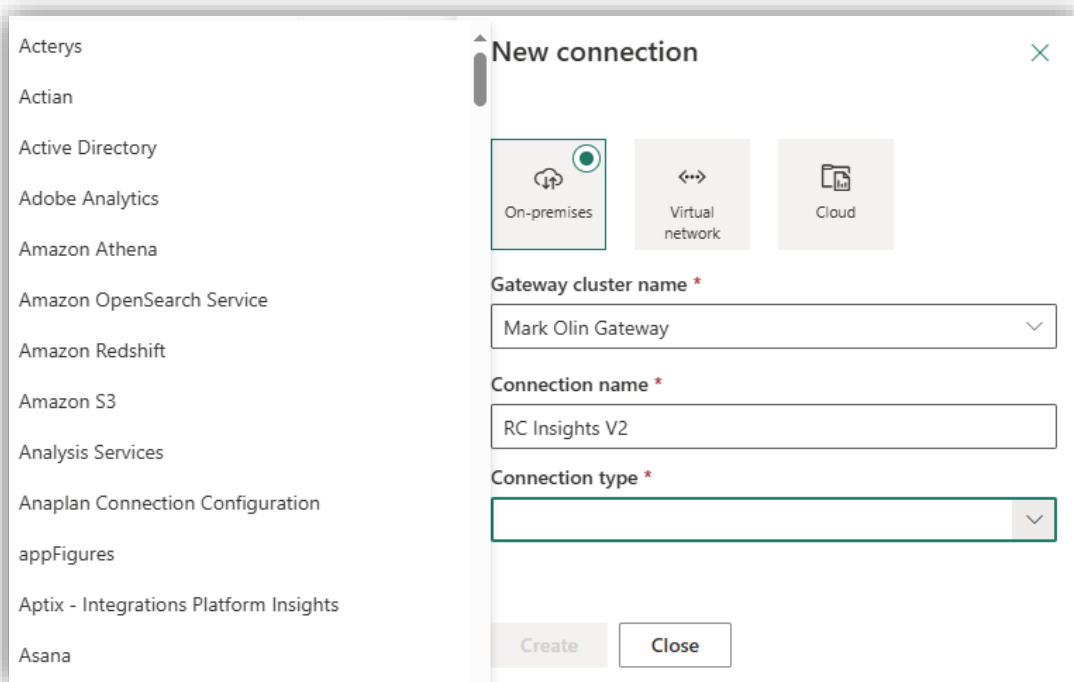 Acterys
Actian
Active Directory
Adobe Analytics
Amazon Athena
Amazon OpenSearch Service
Amazon Redshift
Amazon S3
Analysis Services
Anaplan Connection Configuration
appFigures
Aptix - Integrations Platform Insights
Asana
New connection
On-premises
Virtual
network
Cloud
Gateway cluster name *
Mark Olin Gateway
Connection name *
RC Insights V2
Connection type *
Create
Close